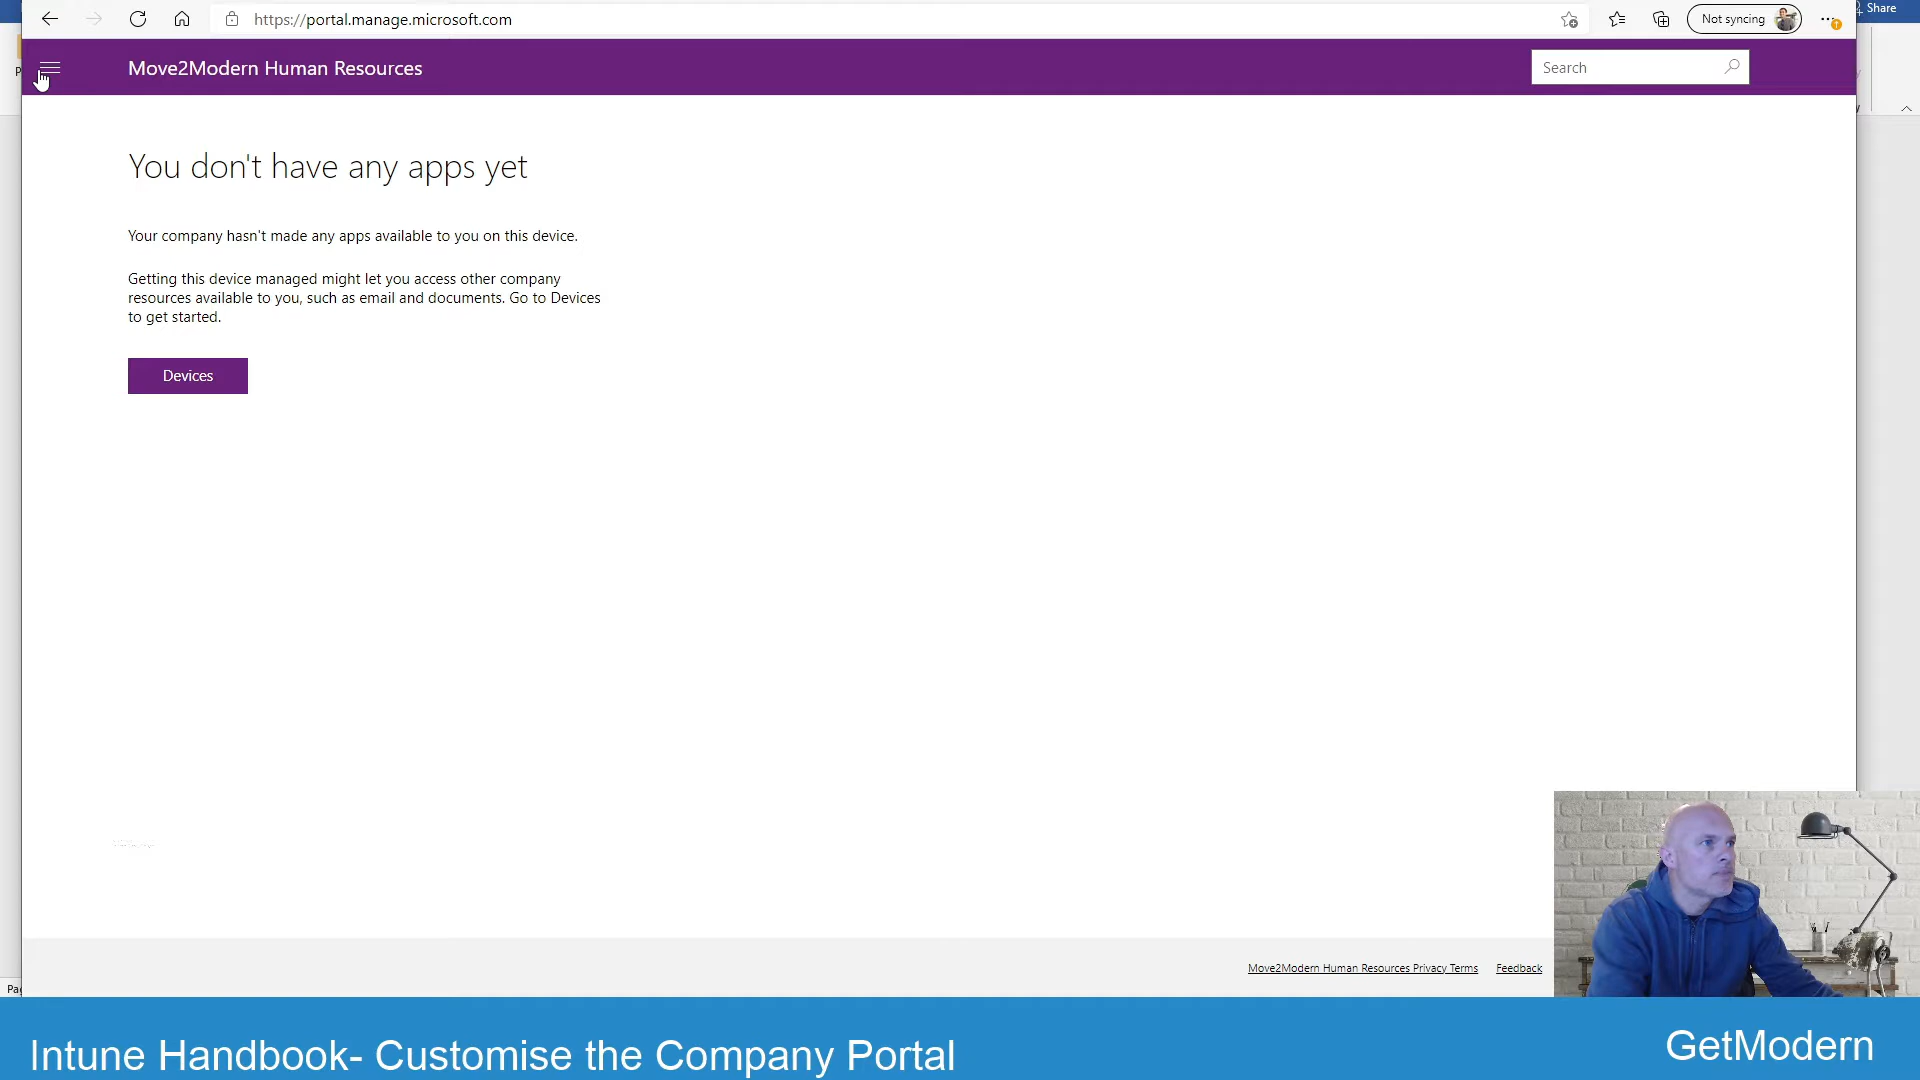 https://portal.manage.microsoft.com
Not syncing
Share
Move2Modern Human Resources
Search
You don't have any apps yet
Your company hasn't made any apps available to you on this device.
Getting this device managed might let you access other company
resources available to you, such as email and documents. Go to Devices
to get started.
Devices
Move2Modern Human Resources Privacy Terms
Feedback
Intune Handbook- Customise the Company Portal
GetModern